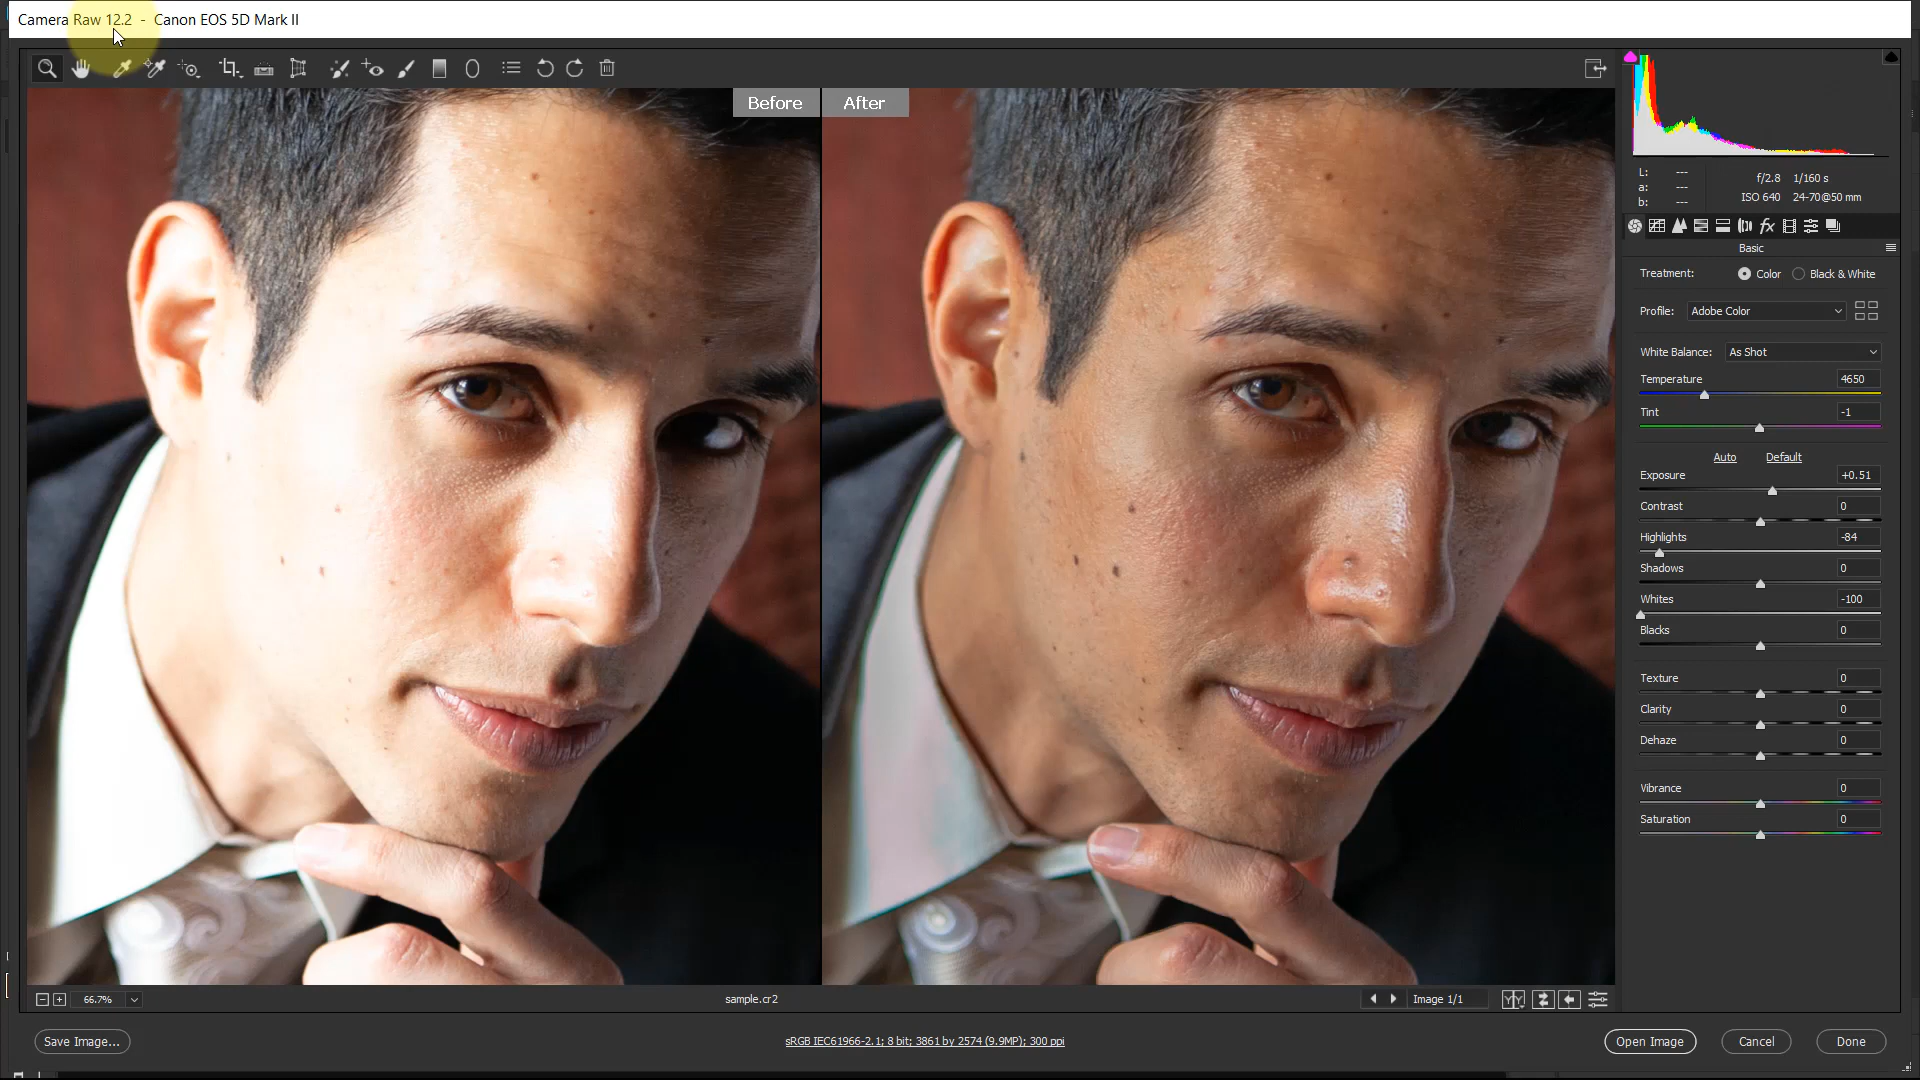 Camera Raw 12.2 - Canon EOS 5D Mark II
Before
After
L: ---
a: ---
b: ---
f/2.8 1/160 s
ISO 640 24-70@50 mm
fx
Basic
Treatment: Color Black & White
Profile: Adobe Color
White Balance: As Shot
Temperature 4650
Tint -1
Auto Default
Exposure +0.51
Contrast 0
Highlights -84
Shadows 0
Whites -100
Blacks 0
Texture 0
Clarity 0
Dehaze 0
Vibrance 0
Saturation 0
66.7%
sample.cr2
Image 1/1
Y Y
Save Image...
sRGB IEC61966-2.1; 8 bit; 3861 by 2574 (9.9MP); 300 ppi
Open Image
Cancel
Done